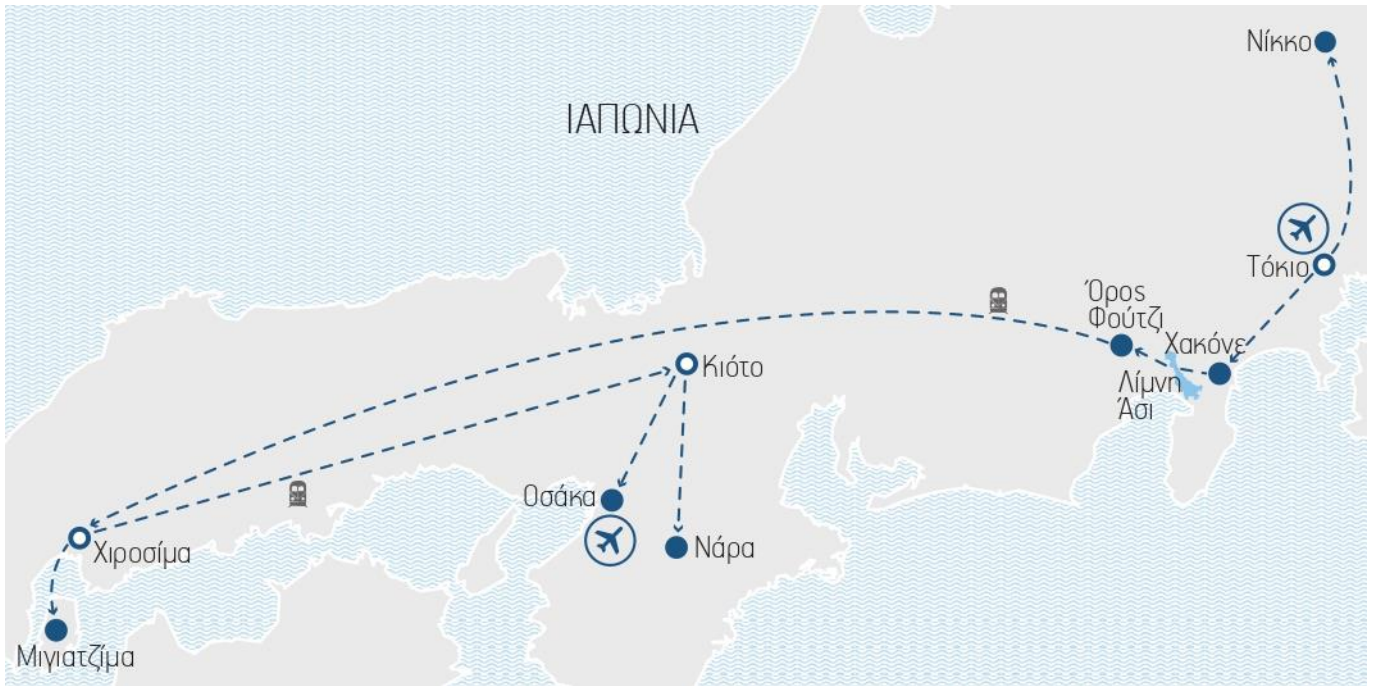 Νίκκο
ΙΑΠΩΝΙΑ
Τόκιο
Όρος
Φούτζι
Χακόνε
Κιότο
Λίμνη
Άσι
Οσάκα
Νάρα
Χιροσίμα
Μιγιατζίμα